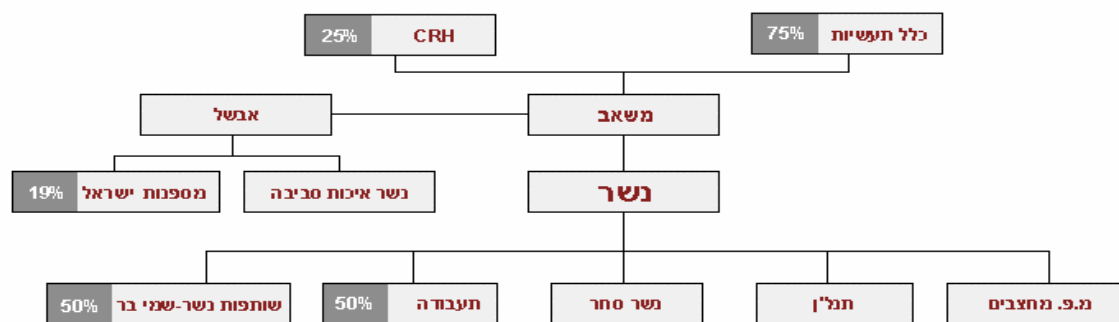 כלל תעשיות 75%
CRH 25%
משאב
אבשל
נשר
נשר איכות סביבה
מספנות ישראל 19%
מ.פ. מחצבים
תמל"ן
נשר סחר
תעבורה 50%
שותפות נשר-שמי בר 50%